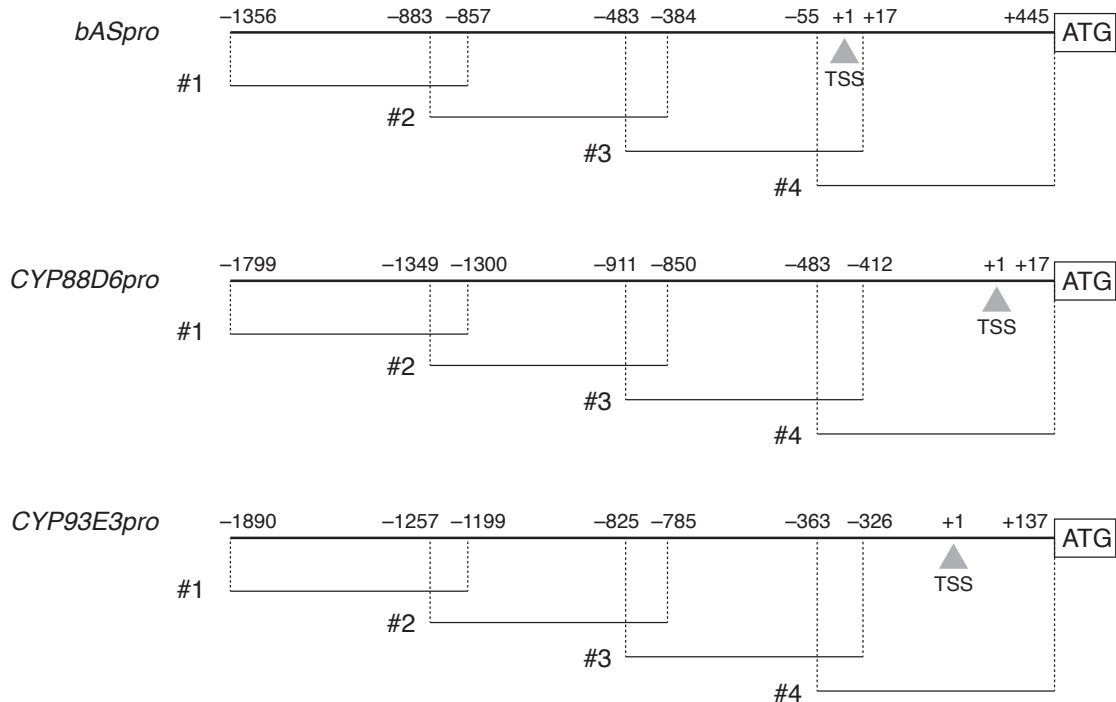 bASpro −1356 −883 −857 −483 −384 −55 +1 +17 +445 ATG
TSS
#1
#2
#3
#4
CYP88D6pro −1799 −1349 −1300 −911 −850 −483 −412 +1 +17 ATG
TSS
#1
#2
#3
#4
CYP93E3pro −1890 −1257 −1199 −825 −785 −363 −326 +1 +137 ATG
TSS
#1
#2
#3
#4